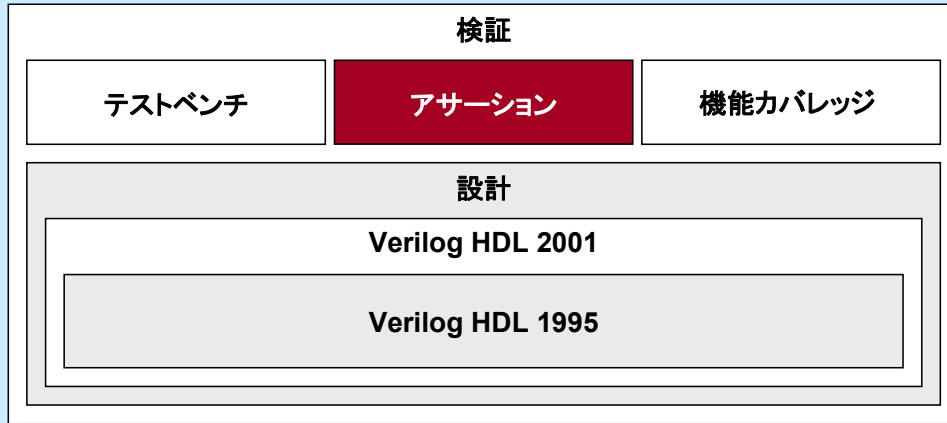 検証
テストベンチ
アサーション
機能カバレッジ
設計
Verilog HDL 2001
Verilog HDL 1995